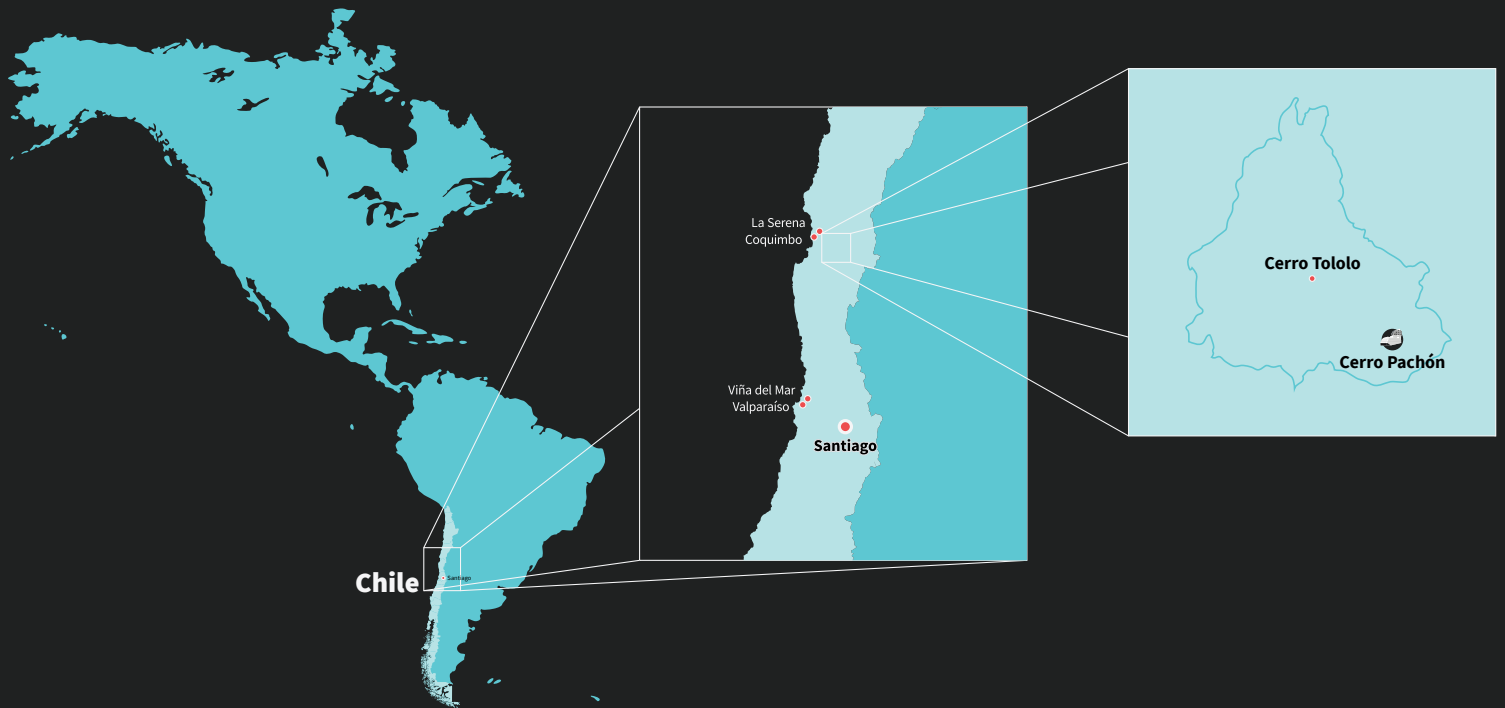 Chile
Santiago
La Serena
Coquimbo
Viña del Mar
Valparaíso
Santiago
Cerro Tololo
Cerro Pachón